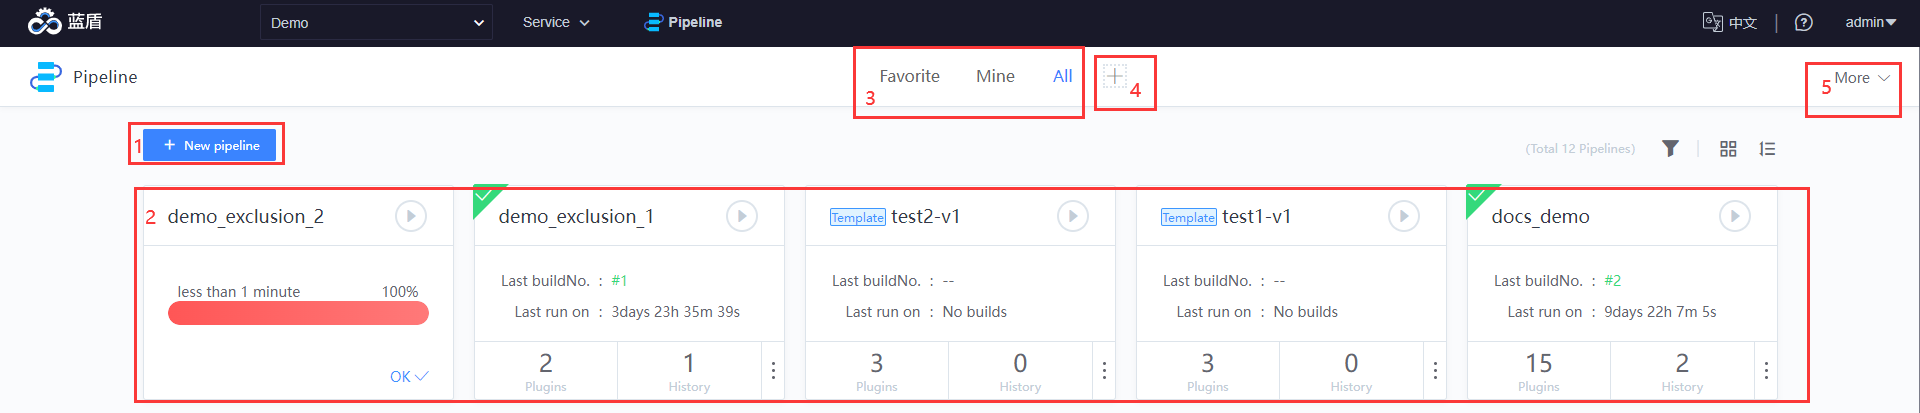 蓝盾 Demo Service Pipeline 中文 admin
Pipeline Favorite Mine All More
3 4 5
1 + New pipeline (Total 12 Pipelines)
2 demo_exclusion_2
less than 1 minute 100%
OK
demo_exclusion_1
Last buildNo. : #1
Last run on : 3days 23h 35m 39s
2 1
Plugins History
Template test2-v1
Last buildNo. : --
Last run on : No builds
3 0
Plugins History
Template test1-v1
Last buildNo. : --
Last run on : No builds
3 0
Plugins History
docs_demo
Last buildNo. : #2
Last run on : 9days 22h 7m 5s
15 2
Plugins History